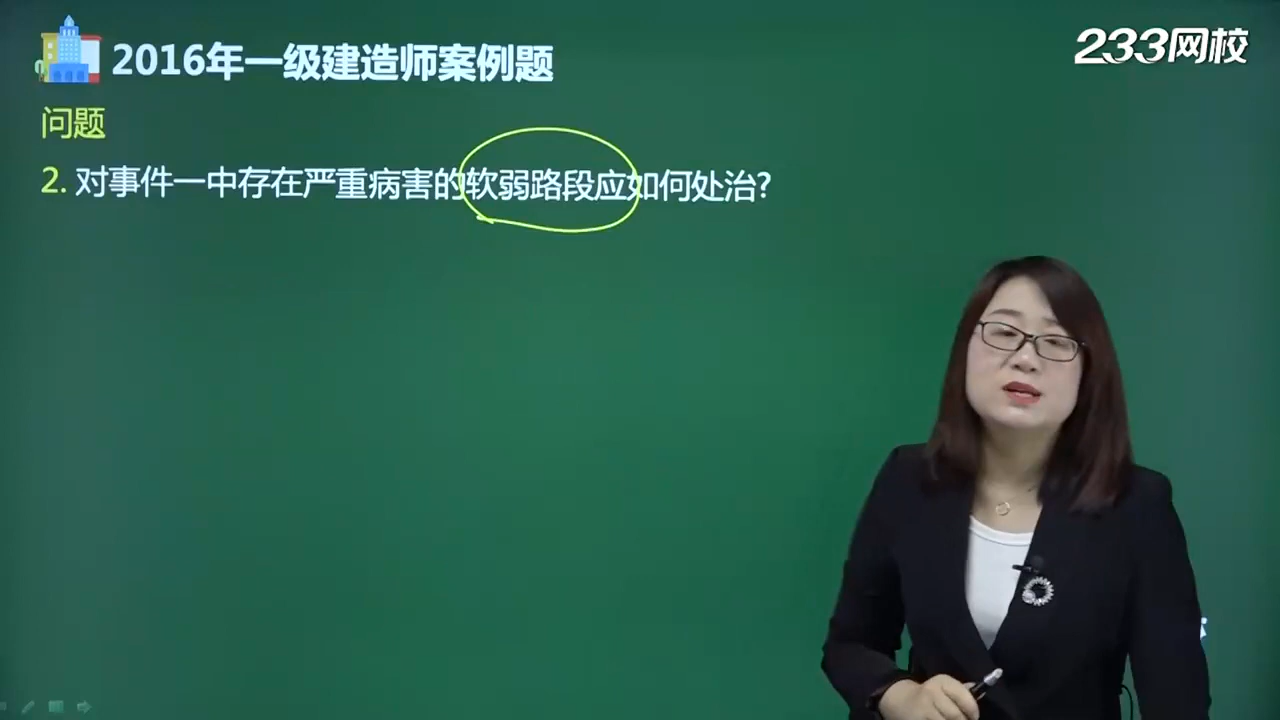 2016年一级建造师案例题
233网校
问题
2. 对事件一中存在严重病害的软弱路段应如何处治?